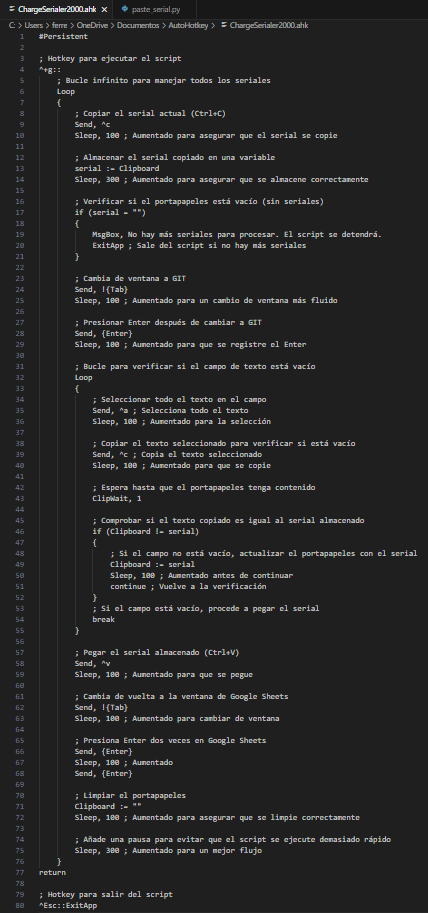 ChargeSerialer2000.ahk × paste_serial.py
C: > Users > ferre > OneDrive > Documentos > AutoHotkey > ChargeSerialer2000.ahk
1 #Persistent
2
3 ; Hotkey para ejecutar el script
4 ^+g::
5 ; Bucle infinito para manejar todos los seriales
6 Loop
7 {
8 ; Copiar el serial actual (Ctrl+C)
9 Send, ^c
10 Sleep, 100 ; Aumentado para asegurar que el serial se copie
11
12 ; Almacenar el serial copiado en una variable
13 serial := Clipboard
14 Sleep, 300 ; Aumentado para asegurar que se almacene correctamente
15
16 ; Verificar si el portapapeles está vacío (sin seriales)
17 if (serial = "")
18 {
19 MsgBox, No hay más seriales para procesar. El script se detendrá.
20 ExitApp ; Sale del script si no hay más seriales
21 }
22
23 ; Cambia de ventana a GIT
24 Send, !{Tab}
25 Sleep, 100 ; Aumentado para un cambio de ventana más fluido
26
27 ; Presionar Enter después de cambiar a GIT
28 Send, {Enter}
29 Sleep, 100 ; Aumentado para que se registre el Enter
30
31 ; Bucle para verificar si el campo de texto está vacío
32 Loop
33 {
34 ; Seleccionar todo el texto en el campo
35 Send, ^a ; Selecciona todo el texto
36 Sleep, 100 ; Aumentado para la selección
37
38 ; Copiar el texto seleccionado para verificar si está vacío
39 Send, ^c ; Copia el texto seleccionado
40 Sleep, 100 ; Aumentado para que se copie
41
42 ; Espera hasta que el portapapeles tenga contenido
43 ClipWait, 1
44
45 ; Comprobar si el texto copiado es igual al serial almacenado
46 if (Clipboard != serial)
47 {
48 ; Si el campo no está vacío, actualizar el portapapeles con el serial
49 Clipboard := serial
50 Sleep, 100 ; Aumentado antes de continuar
51 continue ; Vuelve a la verificación
52 }
53 ; Si el campo está vacío, procede a pegar el serial
54 break
55 }
56
57 ; Pegar el serial almacenado (Ctrl+V)
58 Send, ^v
59 Sleep, 100 ; Aumentado para que se pegue
60
61 ; Cambia de vuelta a la ventana de Google Sheets
62 Send, !{Tab}
63 Sleep, 100 ; Aumentado para cambiar de ventana
64
65 ; Presiona Enter dos veces en Google Sheets
66 Send, {Enter}
67 Sleep, 100 ; Aumentado
68 Send, {Enter}
69
70 ; Limpiar el portapapeles
71 Clipboard := ""
72 Sleep, 100 ; Aumentado para asegurar que se limpie correctamente
73
74 ; Añade una pausa para evitar que el script se ejecute demasiado rápido
75 Sleep, 300 ; Aumentado para un mejor flujo
76 }
77 return
78
79 ; Hotkey para salir del script
80 ^Esc::ExitApp